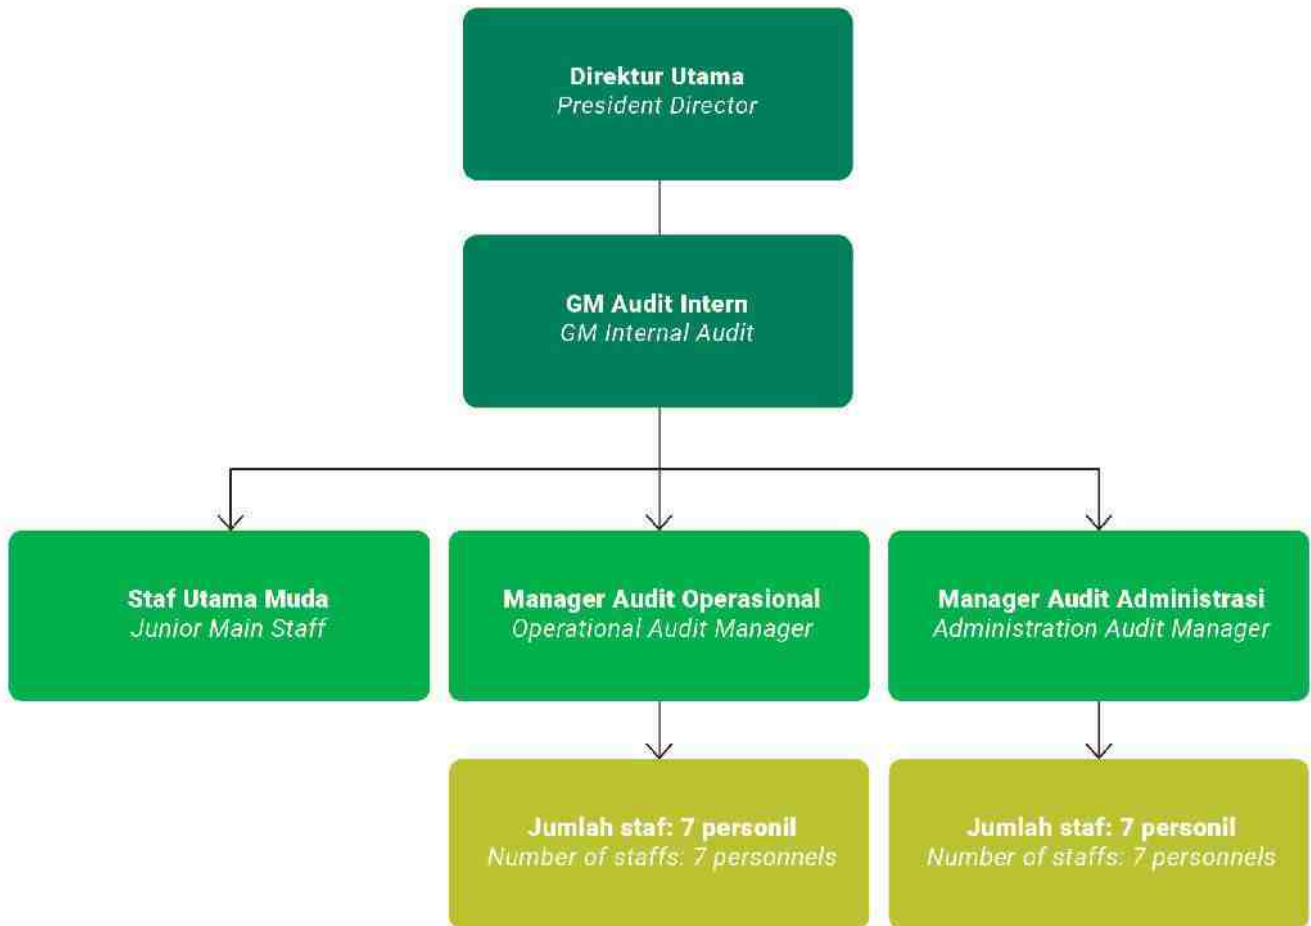 Direktur Utama
President Director
GM Audit Intern
GM Internal Audit
Staf Utama Muda
Junior Main Staff
Manager Audit Operasional
Operational Audit Manager
Manager Audit Administrasi
Administration Audit Manager
Jumlah staf: 7 personil
Number of staffs: 7 personnels
Jumlah staf: 7 personil
Number of staffs: 7 personnels